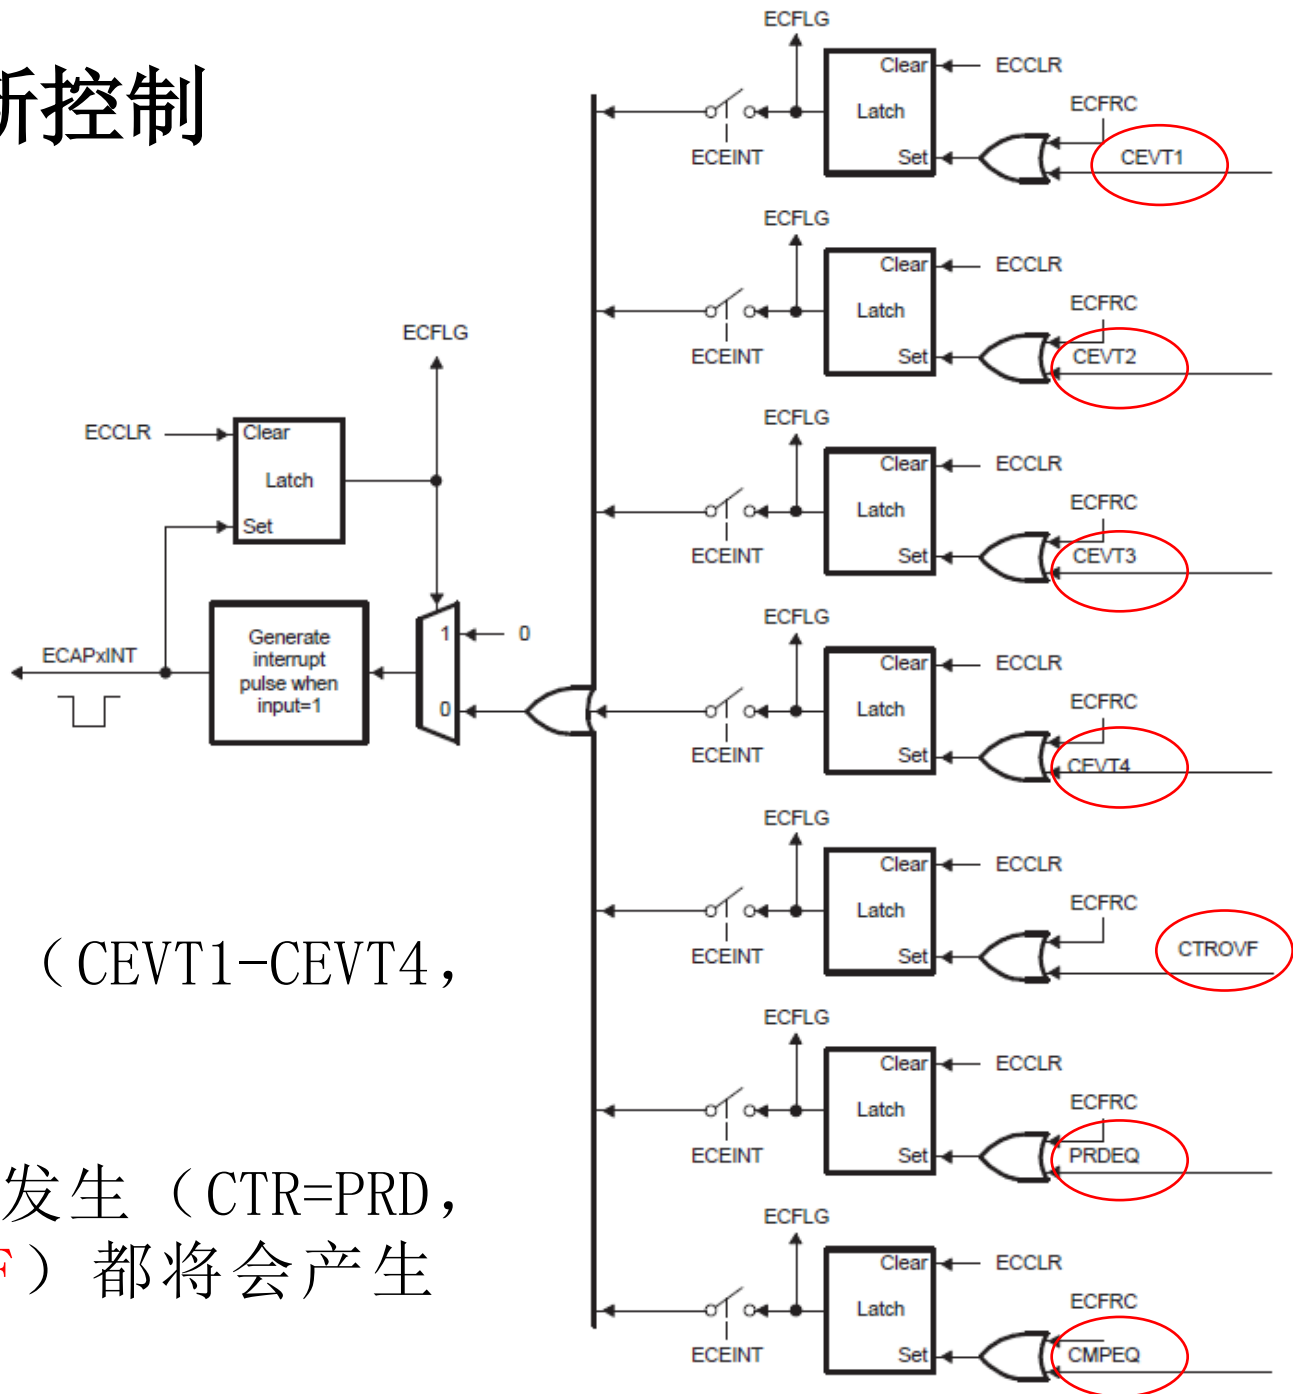 断控制
ECFLG
Clear
ECCLR
Latch
ECFRC
ECEINT
Set
CEVT1
ECFLG
Clear
ECCLR
Latch
ECFRC
ECEINT
Set
CEVT2
ECFLG
Clear
ECCLR
Latch
ECFRC
ECEINT
Set
CEVT3
ECFLG
Clear
ECCLR
Latch
ECFRC
ECEINT
Set
CEVT4
ECFLG
Clear
ECCLR
Latch
ECFRC
ECEINT
Set
CTROVF
ECFLG
Clear
ECCLR
Latch
ECFRC
ECEINT
Set
PRDEQ
ECFLG
Clear
ECCLR
Latch
ECFRC
ECEINT
Set
CMPEQ
ECFLG
ECCLR
Clear
Latch
Set
ECAPxINT
Generate
interrupt
pulse when
input=1
1
0
0
（CEVT1-CEVT4，
发生（CTR=PRD，
F）都将会产生